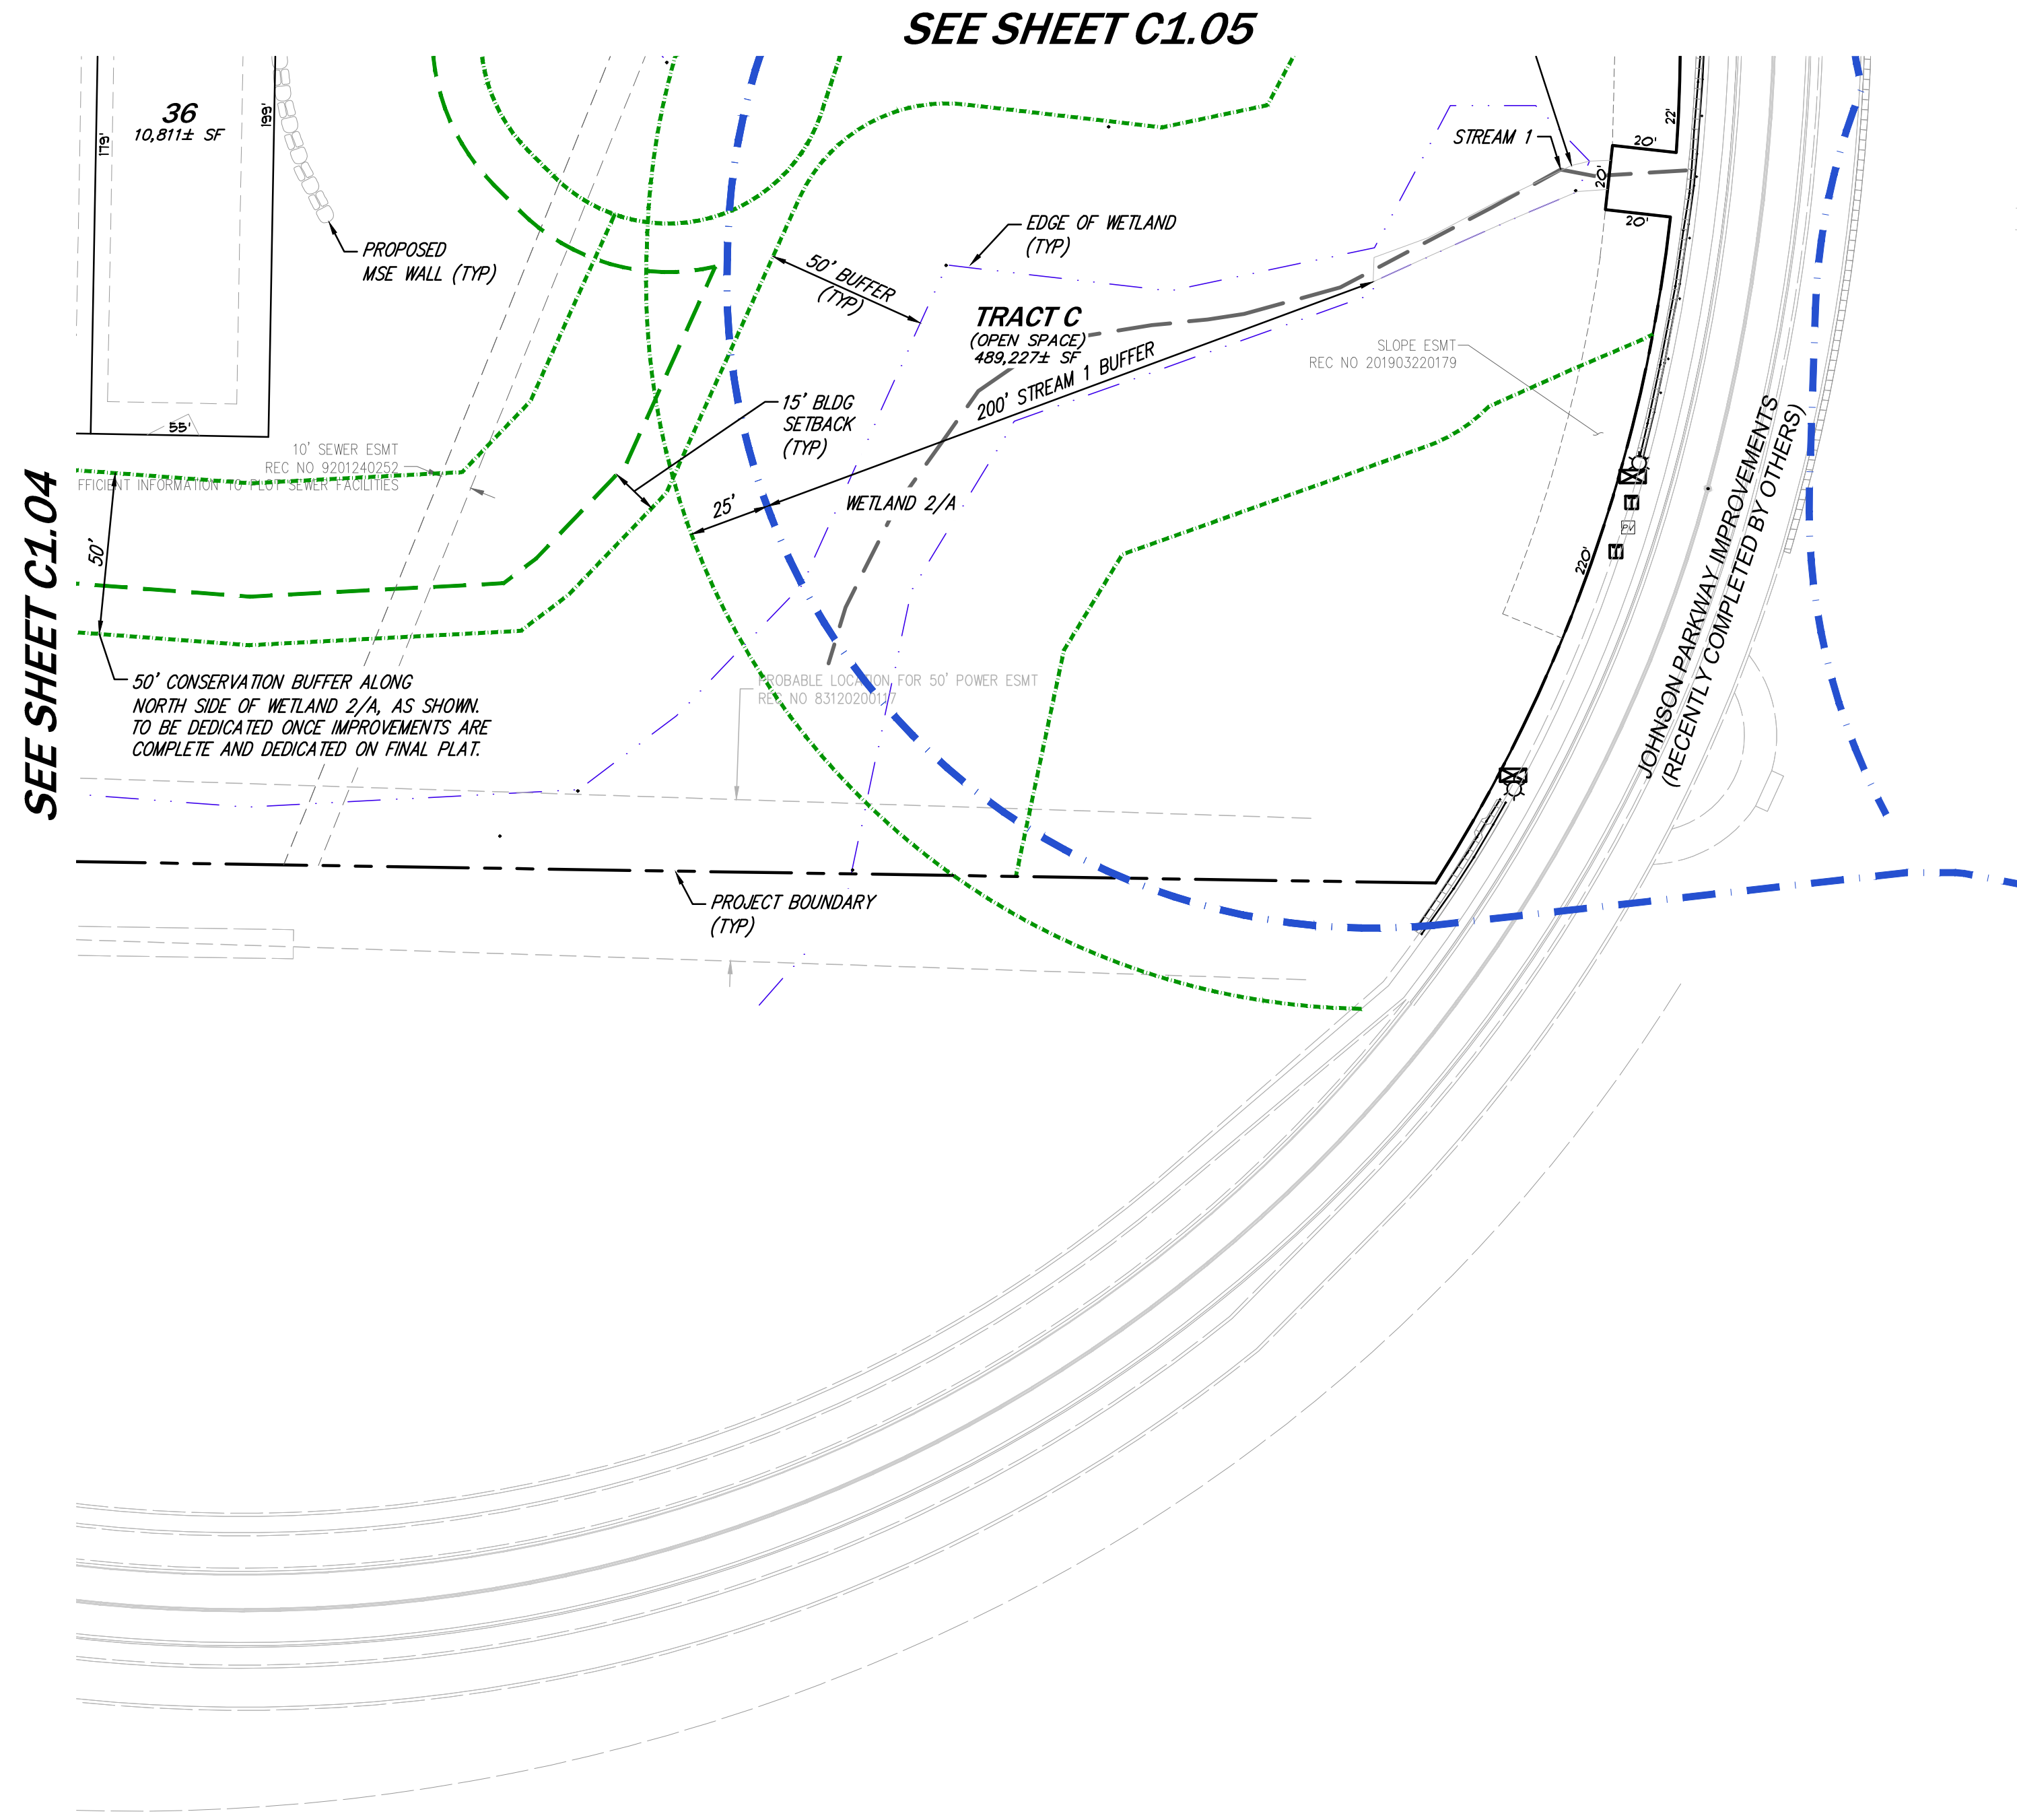 SEE SHEET C1.05
36
10,811± SF
179'
199'
55'
PROPOSED
MSE WALL (TYP)
STREAM 1
22'
20'
20'
20'
EDGE OF WETLAND
(TYP)
50' BUFFER
(TYP)
TRACT C
(OPEN SPACE)
489,227± SF
200' STREAM 1 BUFFER
SLOPE ESMT
REC NO 201903220179
15' BLDG
SETBACK
(TYP)
10' SEWER ESMT
REC NO 9201240252
FFICIENT INFORMATION TO PLOT SEWER FACILITIES
25'
WETLAND 2/A
PV
220'
50'
JOHNSON PARKWAY IMPROVEMENTS
(RECENTLY COMPLETED BY OTHERS)
SEE SHEET C1.04
50' CONSERVATION BUFFER ALONG
NORTH SIDE OF WETLAND 2/A, AS SHOWN.
TO BE DEDICATED ONCE IMPROVEMENTS ARE
COMPLETE AND DEDICATED ON FINAL PLAT.
PROBABLE LOCATION FOR 50' POWER ESMT
REC NO 83120200117
PROJECT BOUNDARY
(TYP)